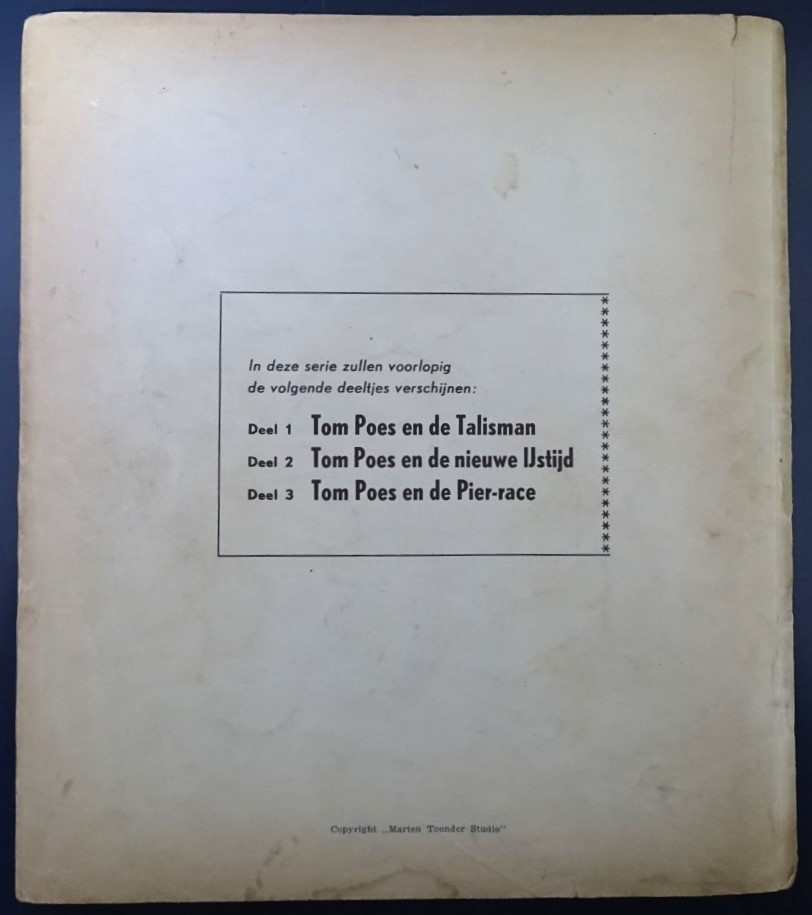 In deze serie zullen voorlopig
de volgende deeltjes verschijnen:
Deel 1 Tom Poes en de Talisman
Deel 2 Tom Poes en de nieuwe IJstijd
Deel 3 Tom Poes en de Pier-race
Copyright „Marten Toonder Studio"